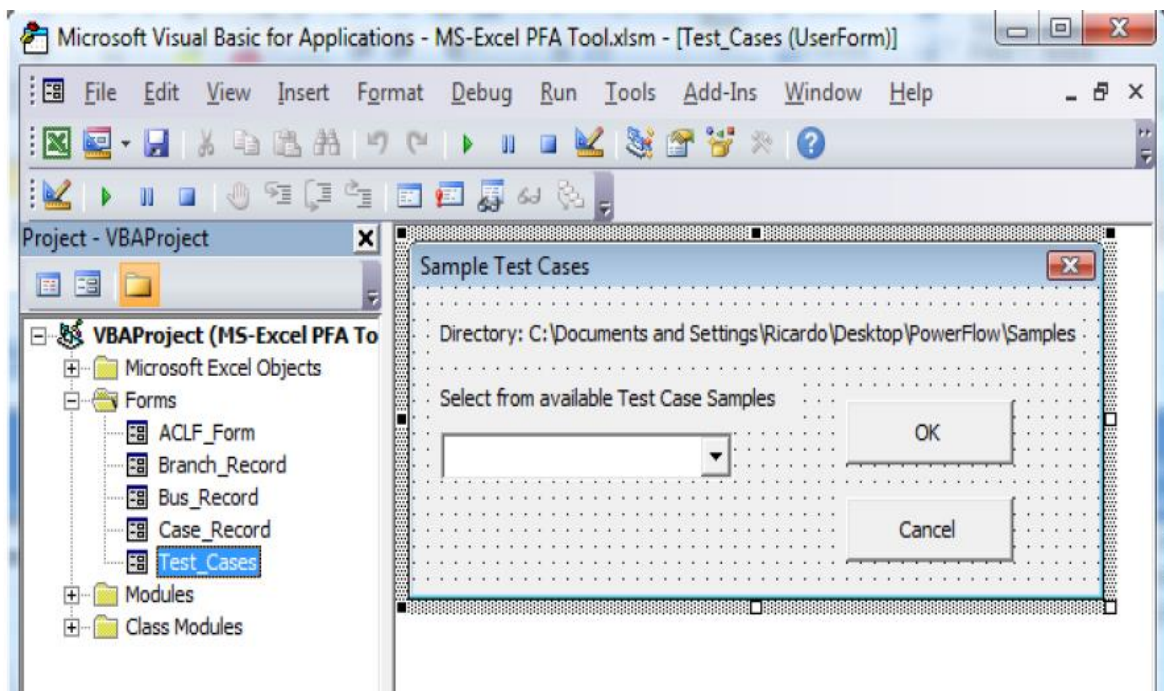 Microsoft Visual Basic for Applications - MS-Excel PFA Tool.xlsm - [Test_Cases (UserForm)]
File Edit View Insert Format Debug Run Tools Add-Ins Window Help
Project - VBAProject
VBAProject (MS-Excel PFA To
Microsoft Excel Objects
Forms
ACLF_Form
Branch_Record
Bus_Record
Case_Record
Test_Cases
Modules
Class Modules
Sample Test Cases
Directory: C:\Documents and Settings\Ricardo\Desktop\PowerFlow\Samples
Select from available Test Case Samples
OK
Cancel